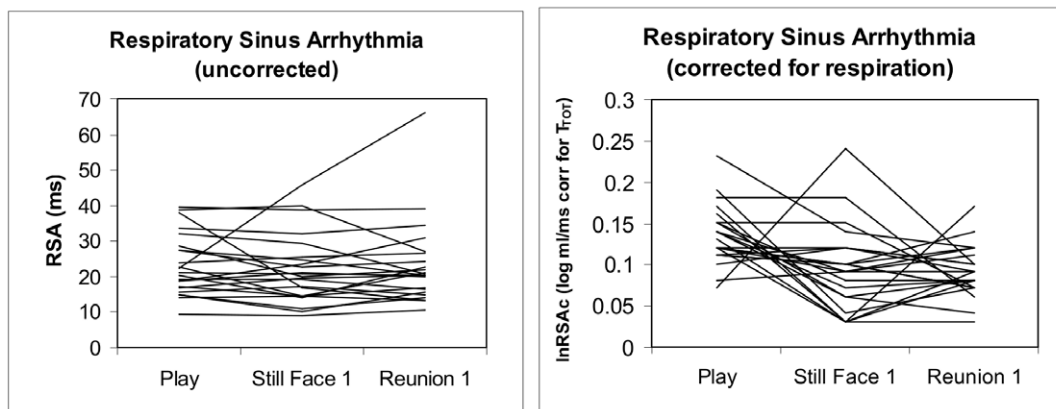 Respiratory Sinus Arrhythmia
(uncorrected)
RSA (ms)
70
60
50
40
30
20
10
0
Play
Still Face 1
Reunion 1
Respiratory Sinus Arrhythmia
(corrected for respiration)
lnRSAc (log ml/ms corr for TTOT)
0.3
0.25
0.2
0.15
0.1
0.05
0
Play
Still Face 1
Reunion 1